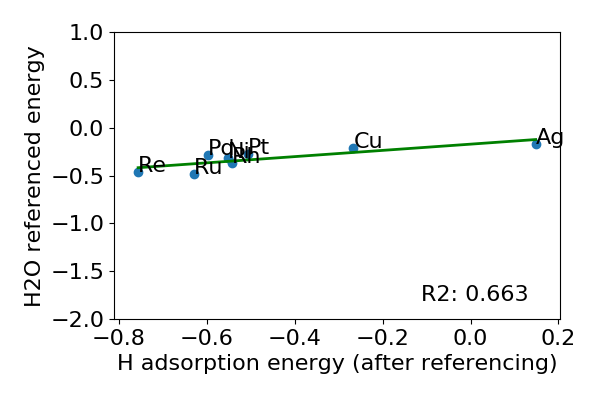 H2O referenced energy
1.0
0.5
0.0
−0.5
−1.0
−1.5
−2.0
Re
Ru
Pd
Ni
Rh
Pt
Cu
Ag
R2: 0.663
−0.8
−0.6
−0.4
−0.2
0.0
0.2
H adsorption energy (after referencing)